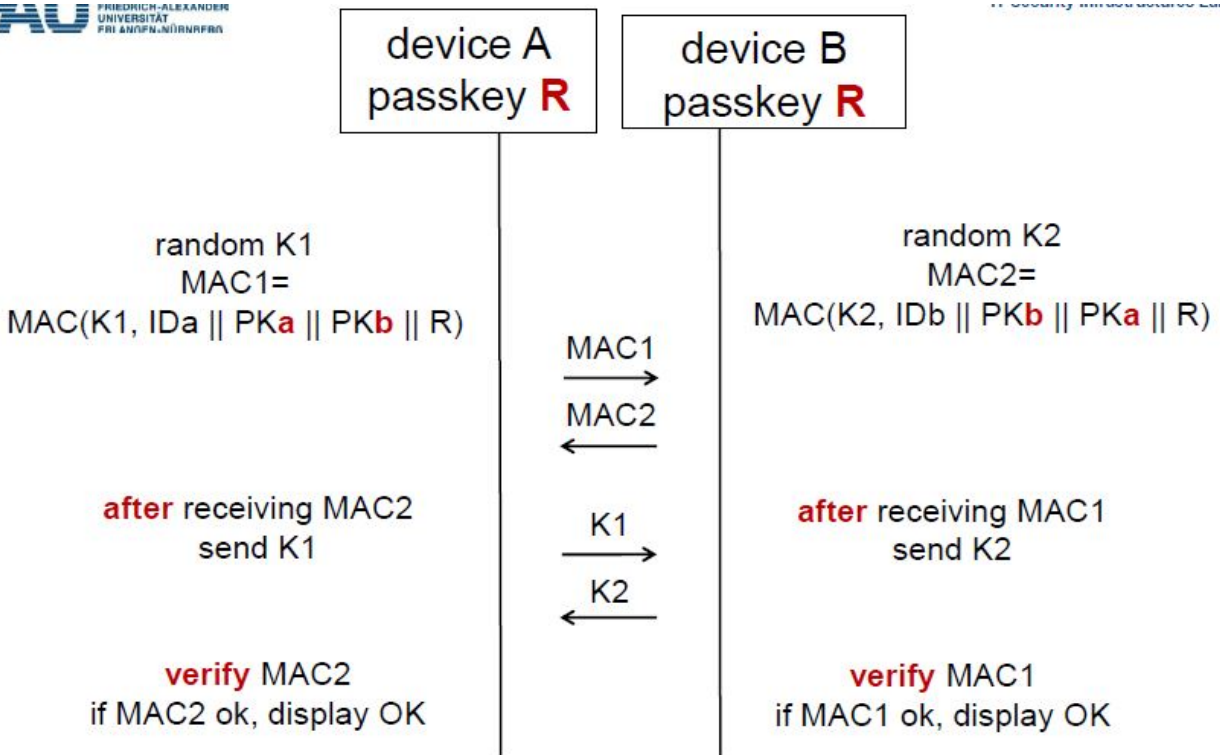 FRIEDRICH-ALEXANDER
UNIVERSITÄT
ERLANGEN-NÜRNBERG
device A
passkey R
device B
passkey R
random K1
MAC1=
MAC(K1, IDa || PKa || PKb || R)
random K2
MAC2=
MAC(K2, IDb || PKb || PKa || R)
MAC1
MAC2
after receiving MAC2
send K1
K1
K2
after receiving MAC1
send K2
verify MAC2
if MAC2 ok, display OK
verify MAC1
if MAC1 ok, display OK